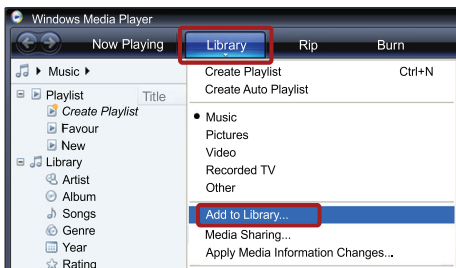 Windows Media Player
Now Playing Library Rip Burn
Music
Playlist Title
Create Playlist
Favour
New
Library
Artist
Album
Songs
Genre
Year
Rating
Create Playlist Ctrl+N
Create Auto Playlist
Music
Pictures
Video
Recorded TV
Other
Add to Library...
Media Sharing...
Apply Media Information Changes...